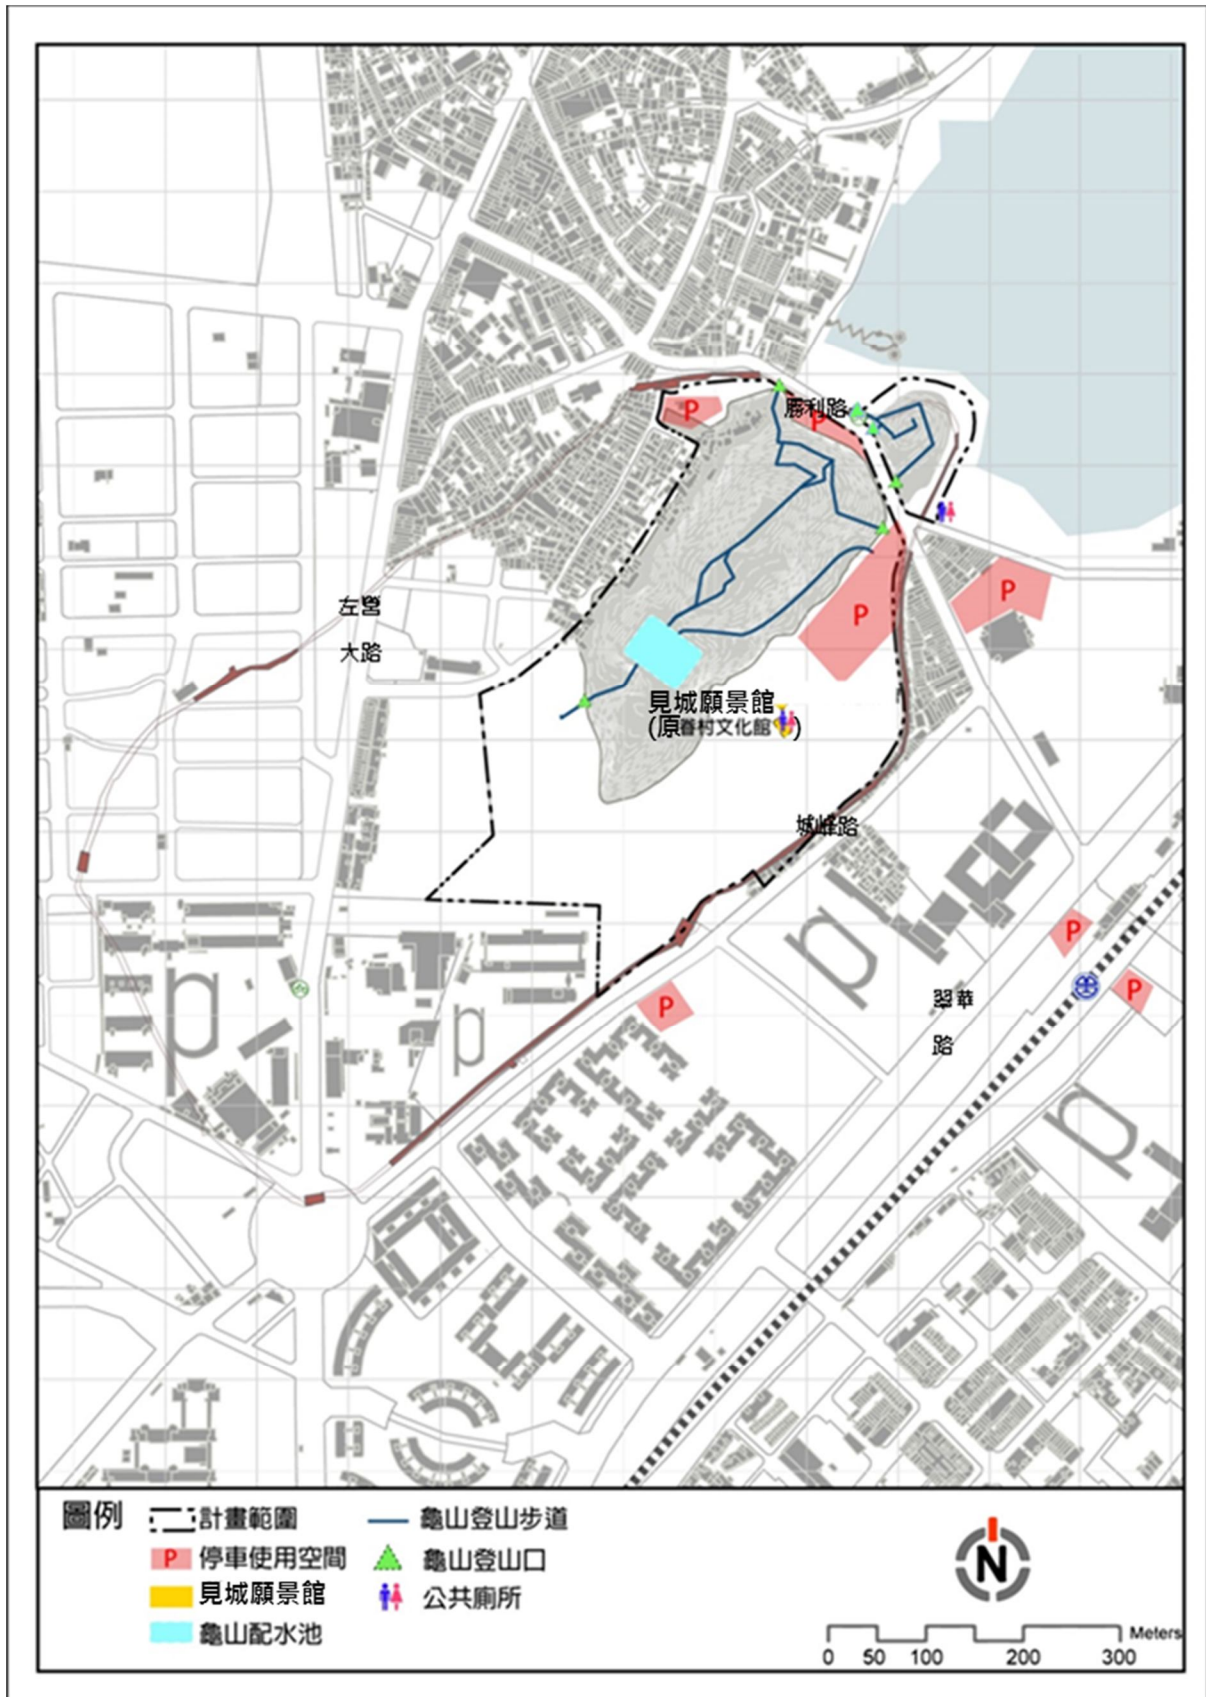 P
勝利路
P
P
P
左營
大路
見城願景館
(原眷村文化館)
城峰路
P
翠華
路
P
P
圖例
計畫範圍
龜山登山步道
P
停車使用空間
龜山登山口
見城願景館
公共廁所
龜山配水池
N
Meters
0 50 100 200 300